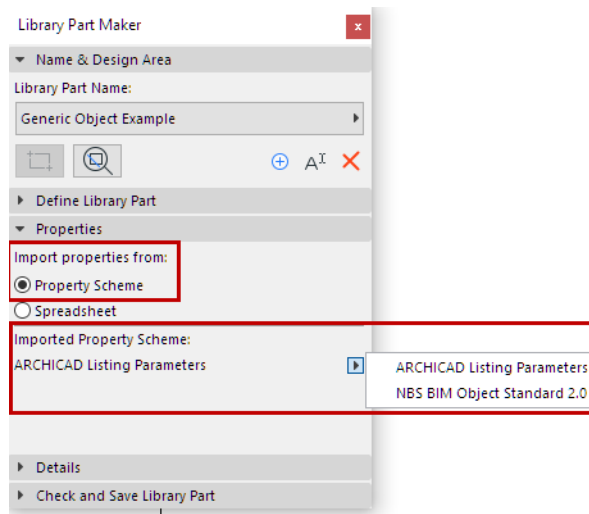 Library Part Maker
x
Name & Design Area
Library Part Name:
Generic Object Example
A
Define Library Part
Properties
Import properties from:
Property Scheme
Spreadsheet
Imported Property Scheme:
ARCHICAD Listing Parameters
ARCHICAD Listing Parameters
NBS BIM Object Standard 2.0
Details
Check and Save Library Part